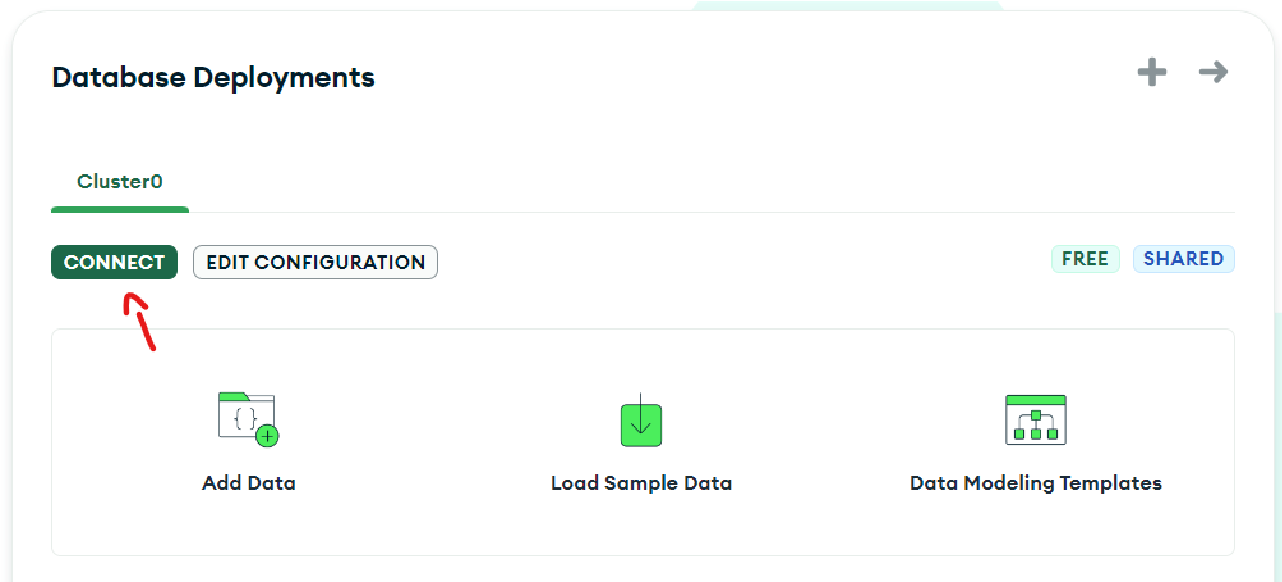 Database Deployments
Cluster0
CONNECT EDIT CONFIGURATION FREE SHARED
Add Data Load Sample Data Data Modeling Templates